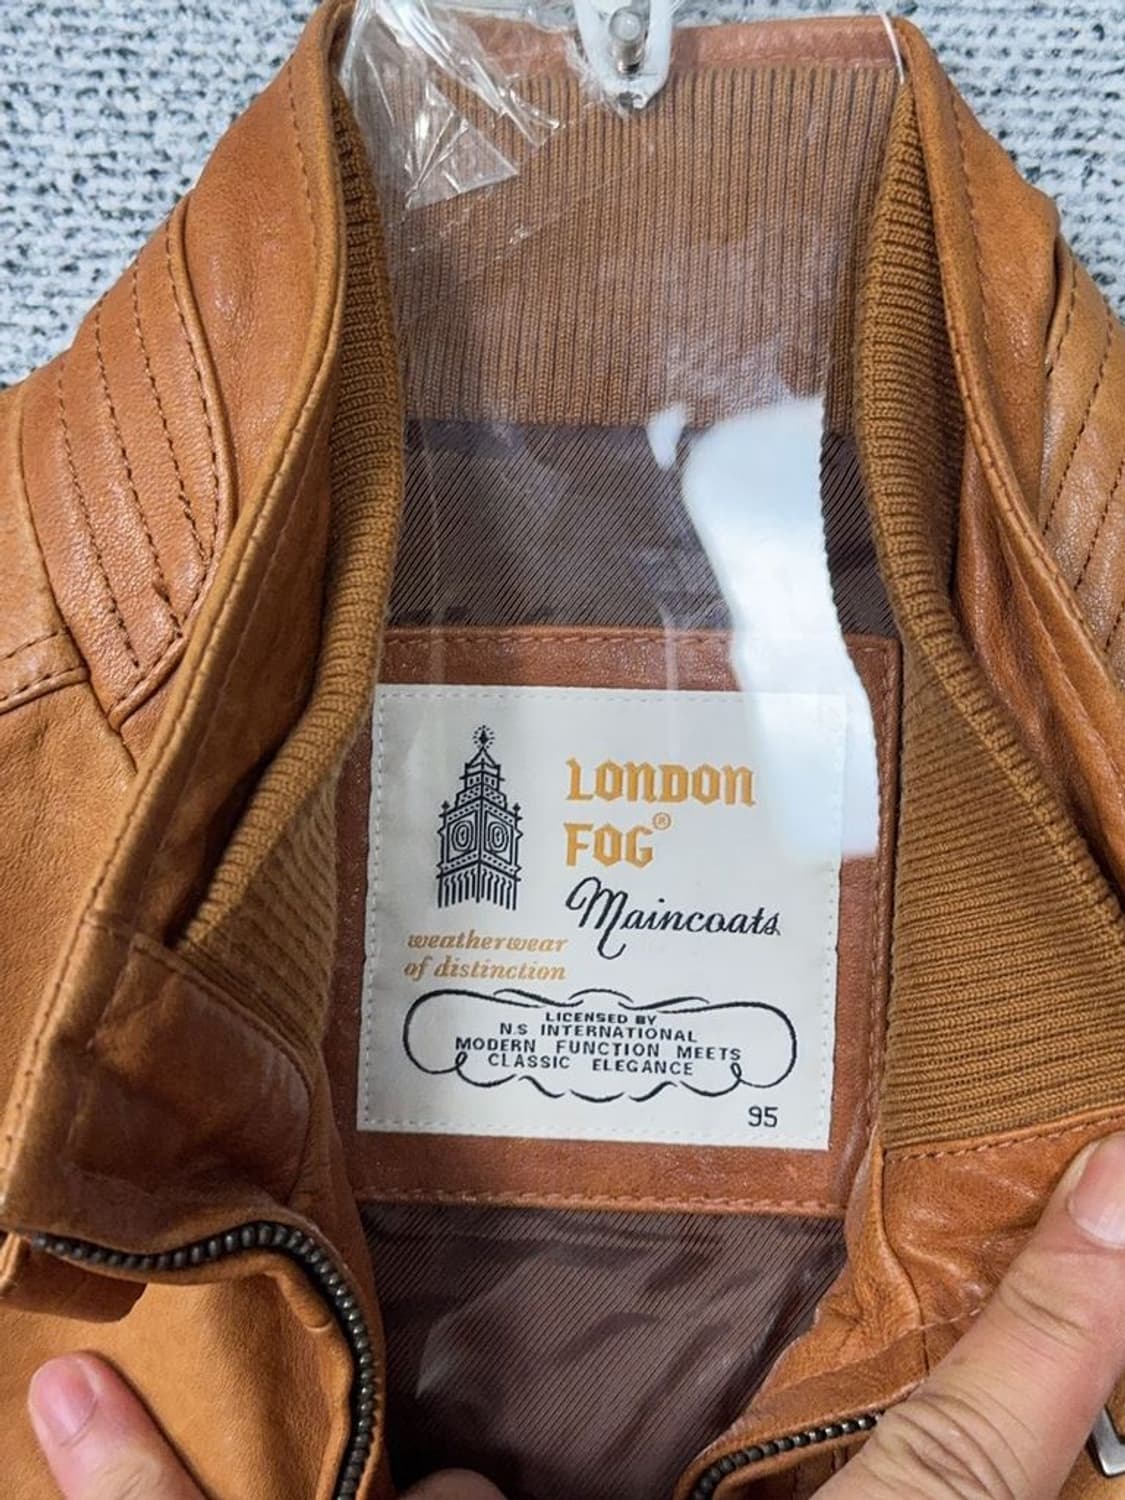 LONDON
FOG®
Maincoats
weatherwear
of distinction
LICENSED BY
N.S INTERNATIONAL
MODERN FUNCTION MEETS
CLASSIC ELEGANCE
95